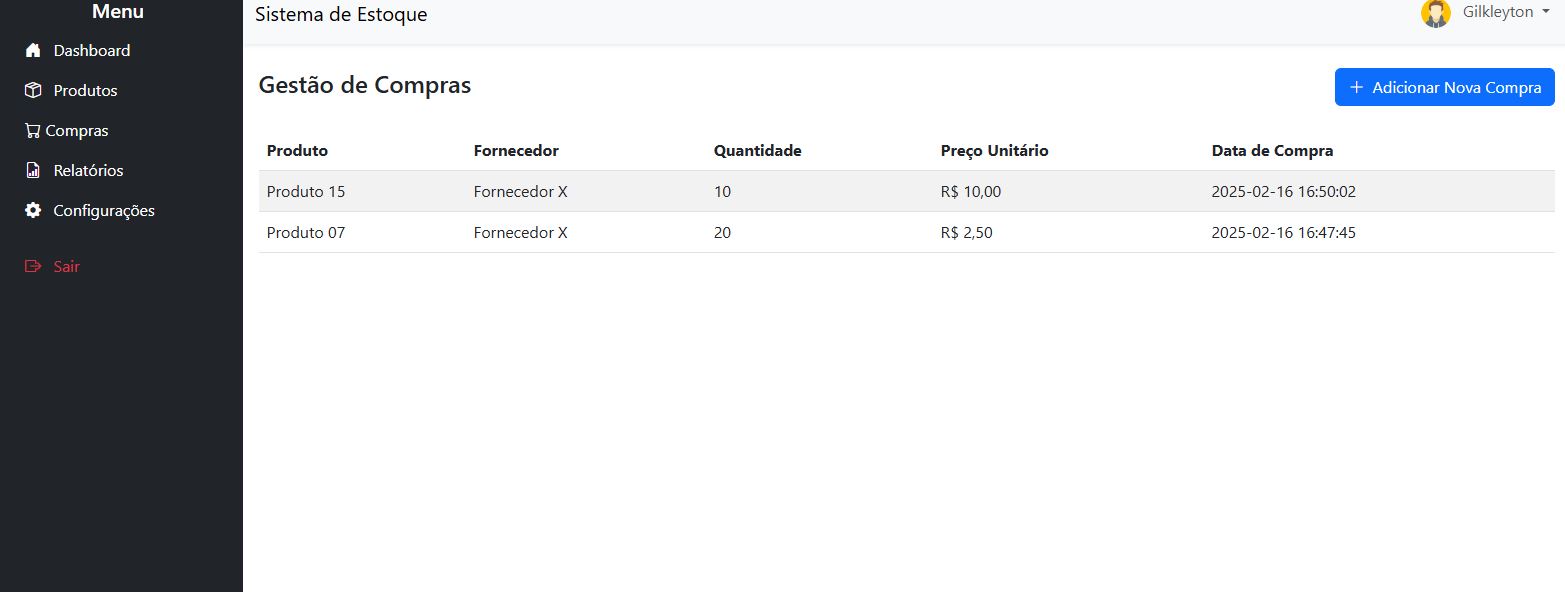 Menu
Dashboard
Produtos
Compras
Relatórios
Configurações
Sair
Sistema de Estoque
Gilkleyton
Gestão de Compras
+ Adicionar Nova Compra
Produto Fornecedor Quantidade Preço Unitário Data de Compra
Produto 15 Fornecedor X 10 R$ 10,00 2025-02-16 16:50:02
Produto 07 Fornecedor X 20 R$ 2,50 2025-02-16 16:47:45